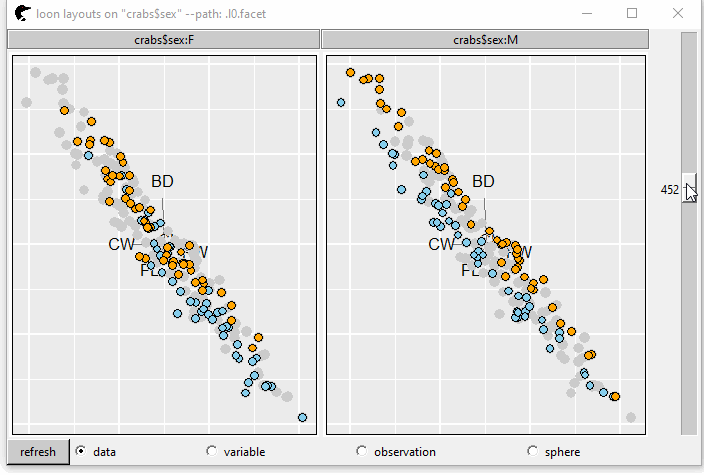 loon layouts on "crabs$sex" --path: .l0.facet
crabs$sex:F
crabs$sex:M
BD
CW
W
FL
BD
CW
W
FL
452
refresh
data
variable
observation
sphere